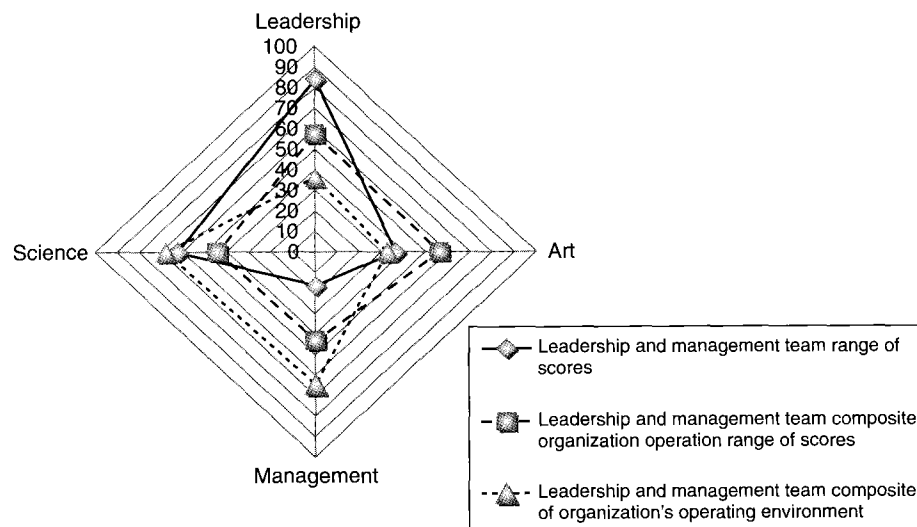 Leadership
100
90
80
70
60
50
40
30
20
10
0
Science
Art
Management
Leadership and management team range of
scores
Leadership and management team composite
organization operation range of scores
Leadership and management team composite
of organization's operating environment